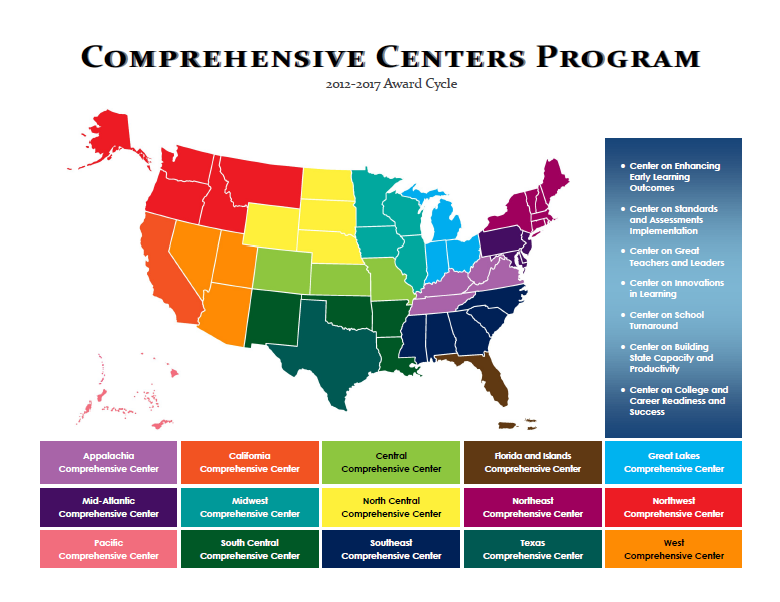 Comprehensive Centers Program
2012-2017 Award Cycle
Center on Enhancing
Early Learning
Outcomes
Center on Standards
and Assessments
Implementation
Center on Great
Teachers and Leaders
Center on Innovations
in Learning
Center on School
Turnaround
Center on Building
State Capacity and
Productivity
Center on College and
Career Readiness and
Success
Appalachia
Comprehensive Center
California
Comprehensive Center
Central
Comprehensive Center
Florida and Islands
Comprehensive Center
Great Lakes
Comprehensive Center
Mid-Atlantic
Comprehensive Center
Midwest
Comprehensive Center
North Central
Comprehensive Center
Northeast
Comprehensive Center
Northwest
Comprehensive Center
Pacific
Comprehensive Center
South Central
Comprehensive Center
Southeast
Comprehensive Center
Texas
Comprehensive Center
West
Comprehensive Center